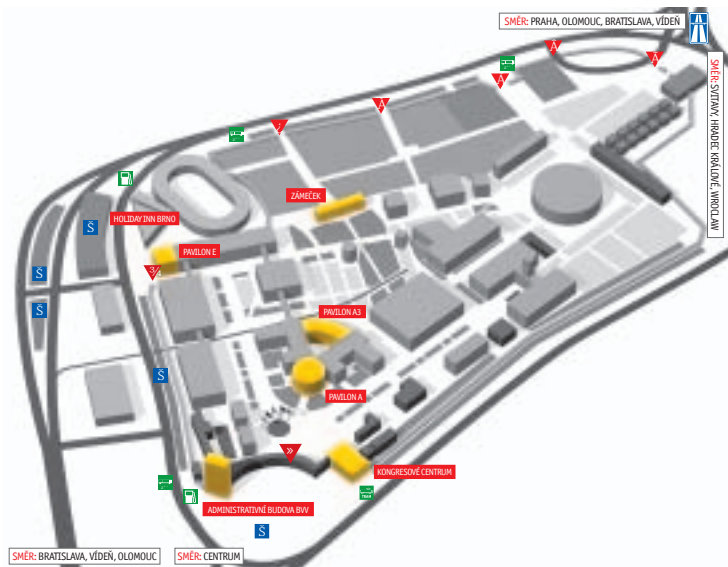 SMĚR: PRAHA, OLOMOUC, BRATISLAVA, VÍDEŇ
SMĚR: SVITAVY, HRADEC KRÁLOVÉ, WROCLAW
A
A
A
A
ZÁMEČEK
HOLIDAY INN BRNO
Š
PAVILON E
Š
Š
PAVILON A3
Š
PAVILON A
»
KONGRESOVÉ CENTRUM
TRAM
ADMINISTRATIVNÍ BUDOVA BVV
Š
SMĚR: BRATISLAVA, VÍDEŇ, OLOMOUC
SMĚR: CENTRUM